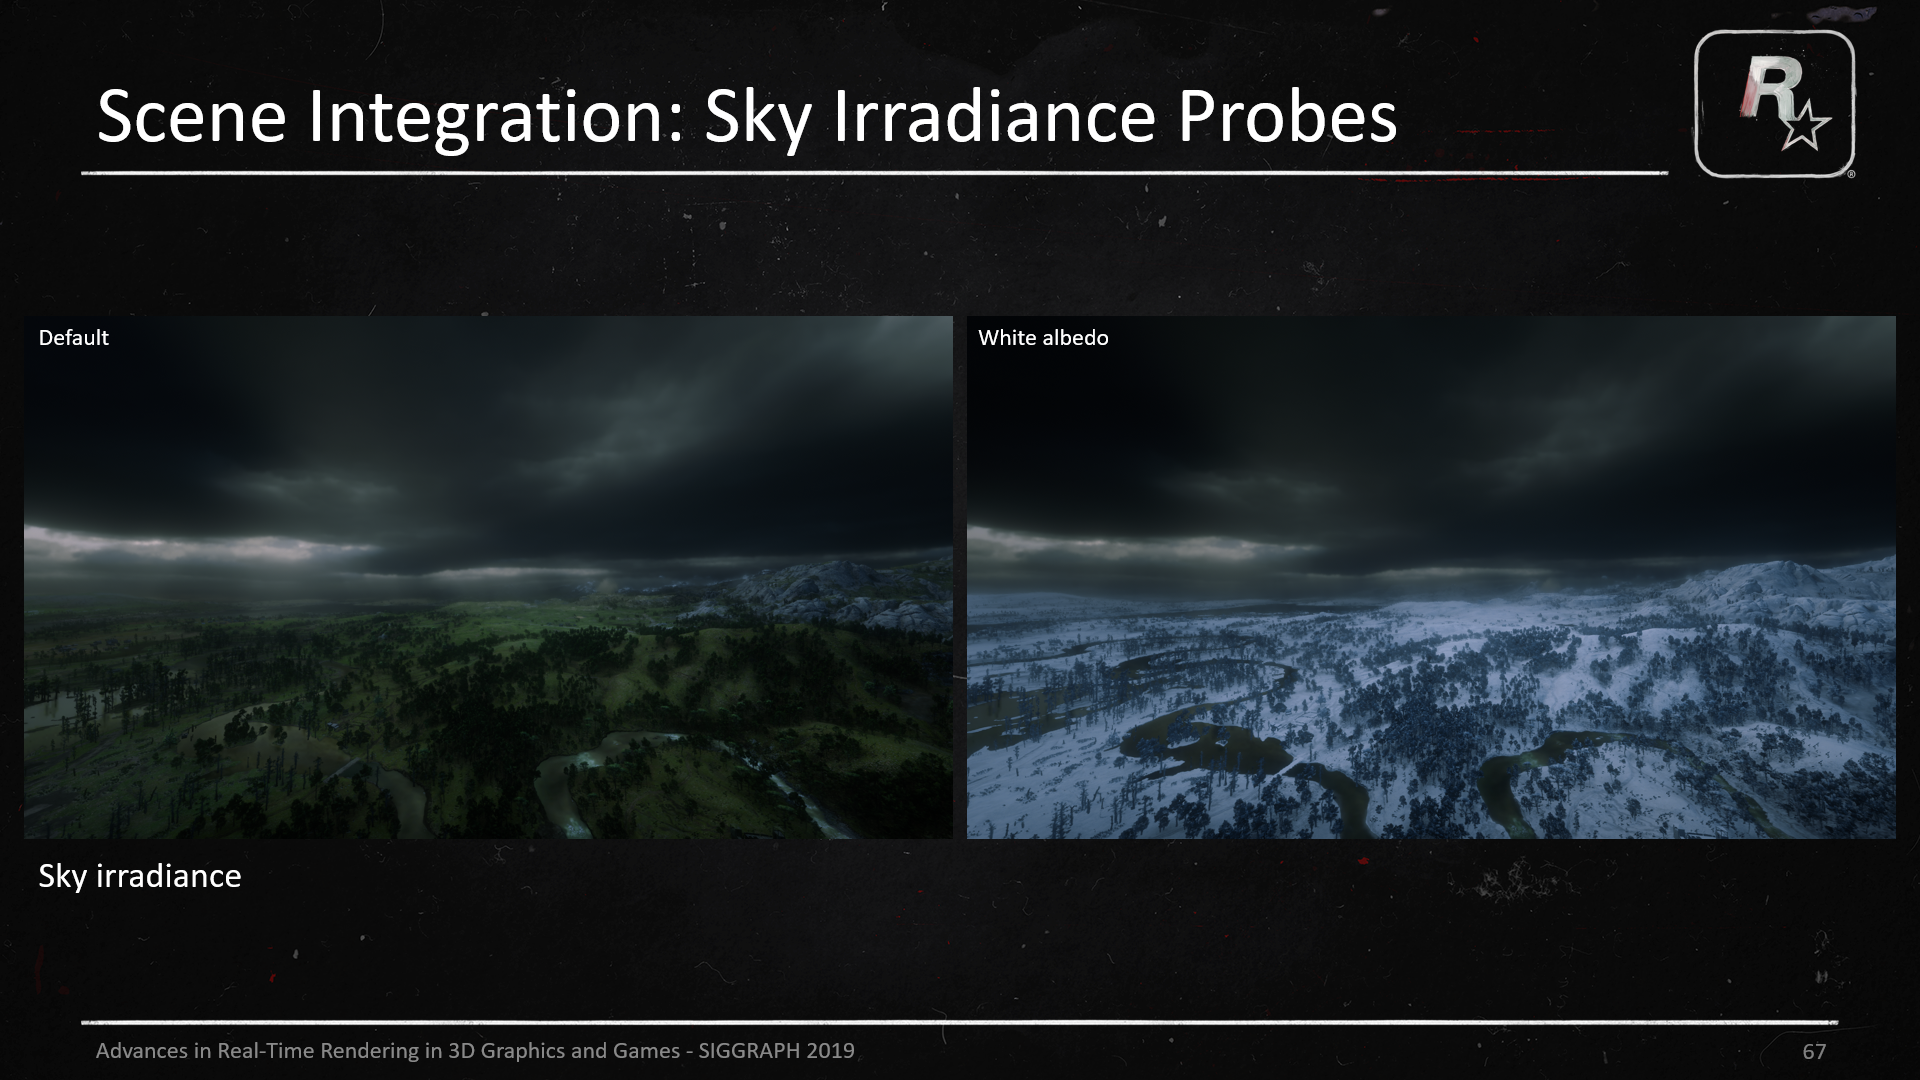 Scene Integration: Sky Irradiance Probes
R
®
Default
White albedo
Sky irradiance
Advances in Real-Time Rendering in 3D Graphics and Games - SIGGRAPH 2019
67